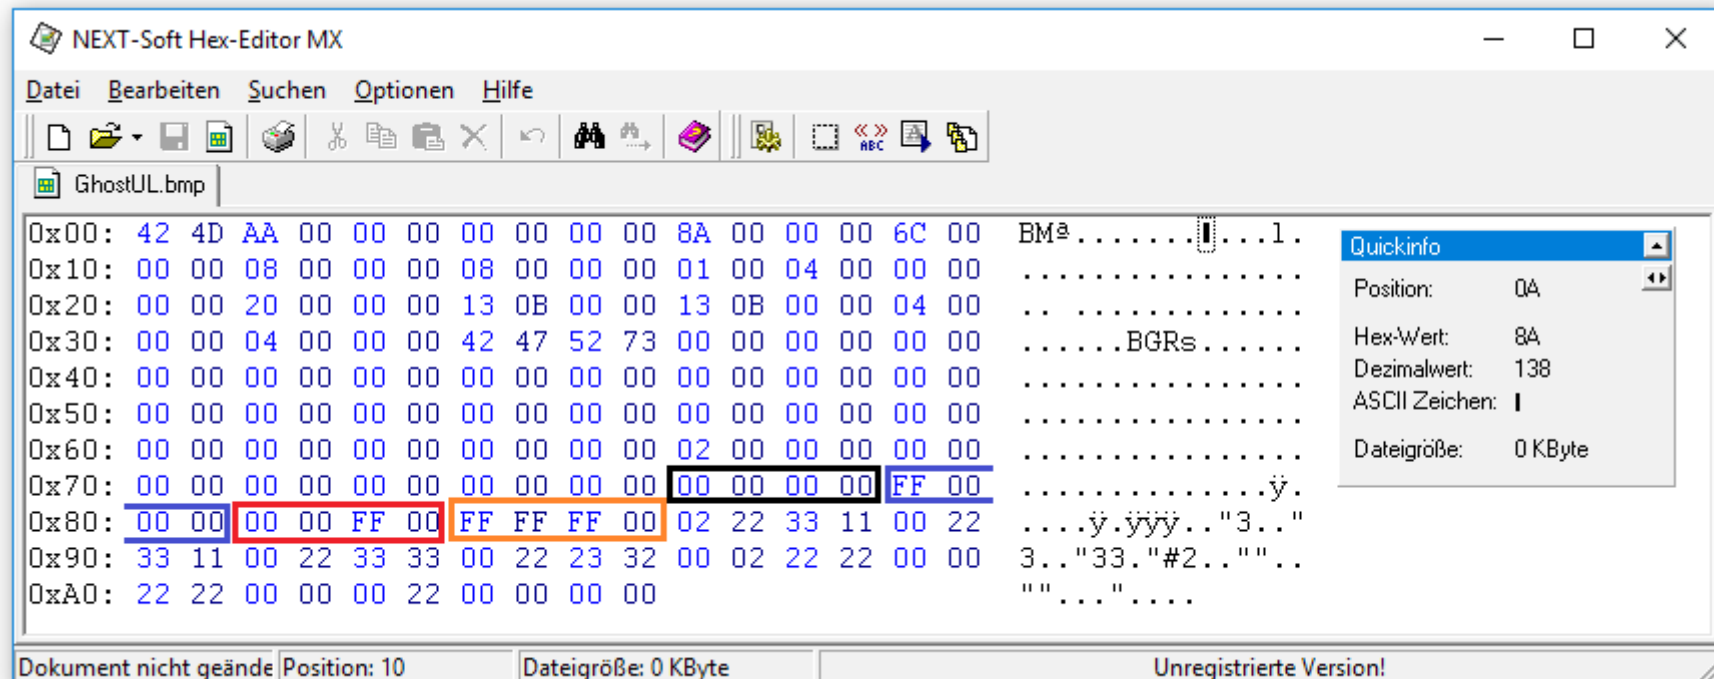 NEXT-Soft Hex-Editor MX
Datei Bearbeiten Suchen Optionen Hilfe
ABC
GhostUL.bmp
0x00: 42 4D AA 00 00 00 00 00 00 00 8A 00 00 00 6C 00 BMª.......▮...l.
0x10: 00 00 08 00 00 00 08 00 00 00 01 00 04 00 00 00 ................
0x20: 00 00 20 00 00 00 13 0B 00 00 13 0B 00 00 04 00 .. .............
0x30: 00 00 04 00 00 00 42 47 52 73 00 00 00 00 00 00 ......BGRs......
0x40: 00 00 00 00 00 00 00 00 00 00 00 00 00 00 00 00 ................
0x50: 00 00 00 00 00 00 00 00 00 00 00 00 00 00 00 00 ................
0x60: 00 00 00 00 00 00 00 00 00 00 02 00 00 00 00 00 ................
0x70: 00 00 00 00 00 00 00 00 00 00 00 00 00 00 FF 00 ..............ÿ.
0x80: 00 00 00 00 FF 00 FF FF FF 00 02 22 33 11 00 22 ....ÿ.ÿÿÿ.."3.."
0x90: 33 11 00 22 33 33 00 22 23 32 00 02 22 22 00 00 3.."33."#2..""..
0xA0: 22 22 00 00 00 22 00 00 00 00 ""..."....
Quickinfo
Position: 0A
Hex-Wert: 8A
Dezimalwert: 138
ASCII Zeichen: ▮
Dateigröße: 0 KByte
Dokument nicht geände Position: 10 Dateigröße: 0 KByte Unregistrierte Version!